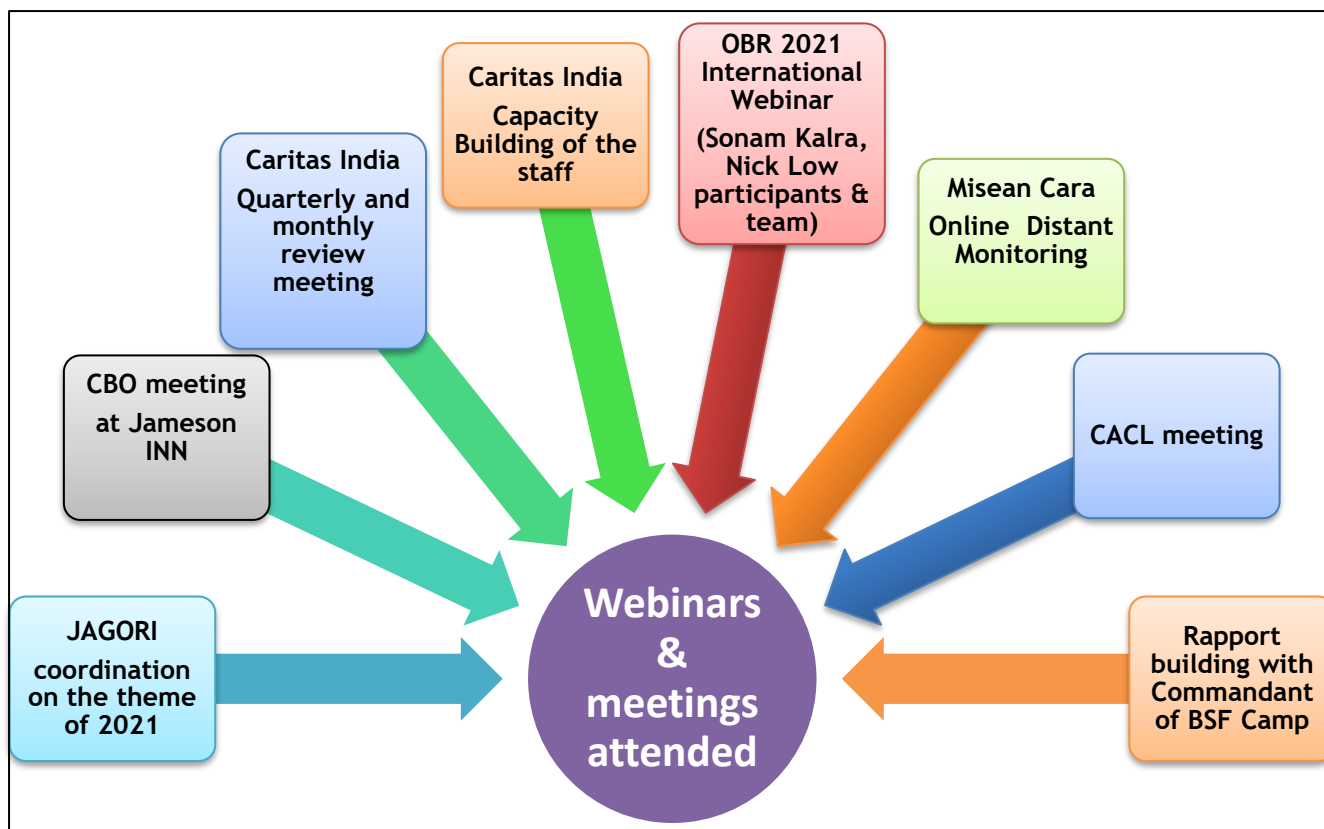 JAGORI
coordination
on the theme
of 2021
CBO meeting
at Jameson
INN
Caritas India
Quarterly and
monthly
review
meeting
Caritas India
Capacity
Building of the
staff
OBR 2021
International
Webinar
(Sonam Kalra,
Nick Low
participants &
team)
Misean Cara
Online  Distant
Monitoring
CACL meeting
Rapport
building with
Commandant
of BSF Camp
Webinars
&
meetings
attended